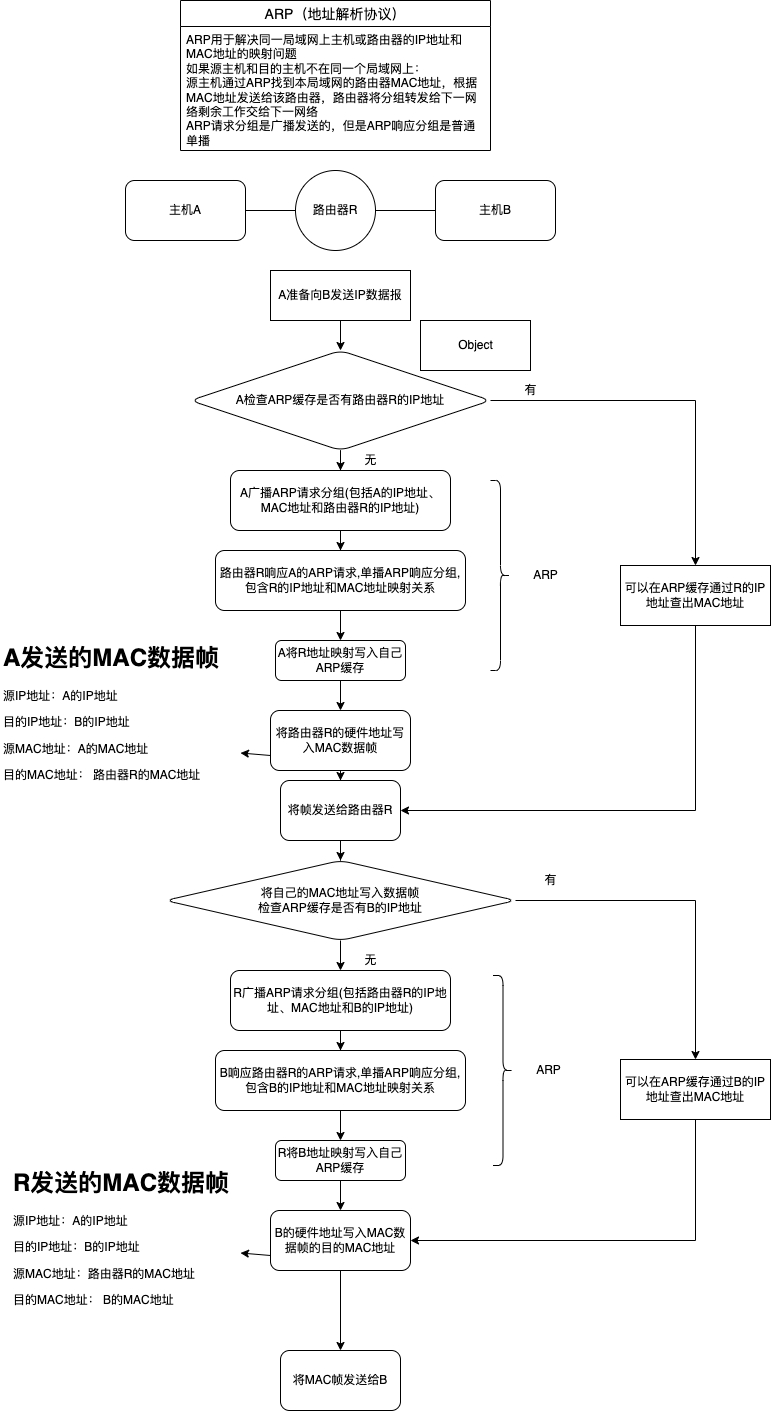 ARP（地址解析协议）
ARP用于解决同一局域网上主机或路由器的IP地址和
MAC地址的映射问题
如果源主机和目的主机不在同一个局域网上：
源主机通过ARP找到本局域网的路由器MAC地址，根据
MAC地址发送给该路由器，路由器将分组转发给下一网
络剩余工作交给下一网络
ARP请求分组是广播发送的，但是ARP响应分组是普通
单播
主机A
路由器R
主机B
A准备向B发送IP数据报
Object
A检查ARP缓存是否有路由器R的IP地址
有
无
A广播ARP请求分组(包括A的IP地址、
MAC地址和路由器R的IP地址)
路由器R响应A的ARP请求,单播ARP响应分组,
包含R的IP地址和MAC地址映射关系
ARP
可以在ARP缓存通过R的IP
地址查出MAC地址
A将R地址映射写入自己
ARP缓存
A发送的MAC数据帧
源IP地址：A的IP地址
目的IP地址：B的IP地址
源MAC地址：A的MAC地址
目的MAC地址： 路由器R的MAC地址
将路由器R的硬件地址写
入MAC数据帧
将帧发送给路由器R
将自己的MAC地址写入数据帧
检查ARP缓存是否有B的IP地址
有
无
R广播ARP请求分组(包括路由器R的IP地
址、MAC地址和B的IP地址)
B响应路由器R的ARP请求,单播ARP响应分组,
包含B的IP地址和MAC地址映射关系
ARP
可以在ARP缓存通过B的IP
地址查出MAC地址
R将B地址映射写入自己
ARP缓存
R发送的MAC数据帧
源IP地址：A的IP地址
目的IP地址：B的IP地址
源MAC地址：路由器R的MAC地址
目的MAC地址： B的MAC地址
B的硬件地址写入MAC数
据帧的目的MAC地址
将MAC帧发送给B